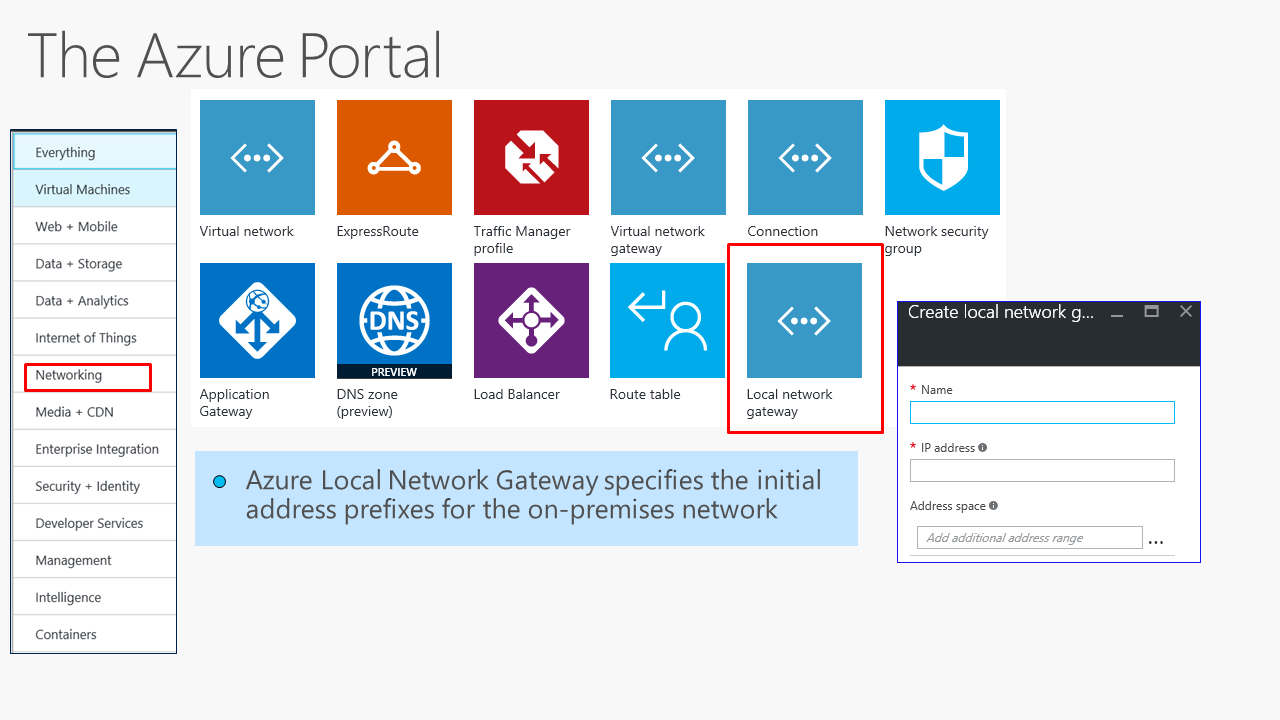 The Azure Portal
Everything
Virtual Machines
Web + Mobile
Data + Storage
Data + Analytics
Internet of Things
Networking
Media + CDN
Enterprise Integration
Security + Identity
Developer Services
Management
Intelligence
Containers
Virtual network
ExpressRoute
Traffic Manager
profile
Virtual network
gateway
Connection
Network security
group
Application
Gateway
DNS
PREVIEW
DNS zone
(preview)
Load Balancer
Route table
Local network
gateway
Azure Local Network Gateway specifies the initial
address prefixes for the on-premises network
Create local network g...
* Name
* IP address
Address space
Add additional address range
...